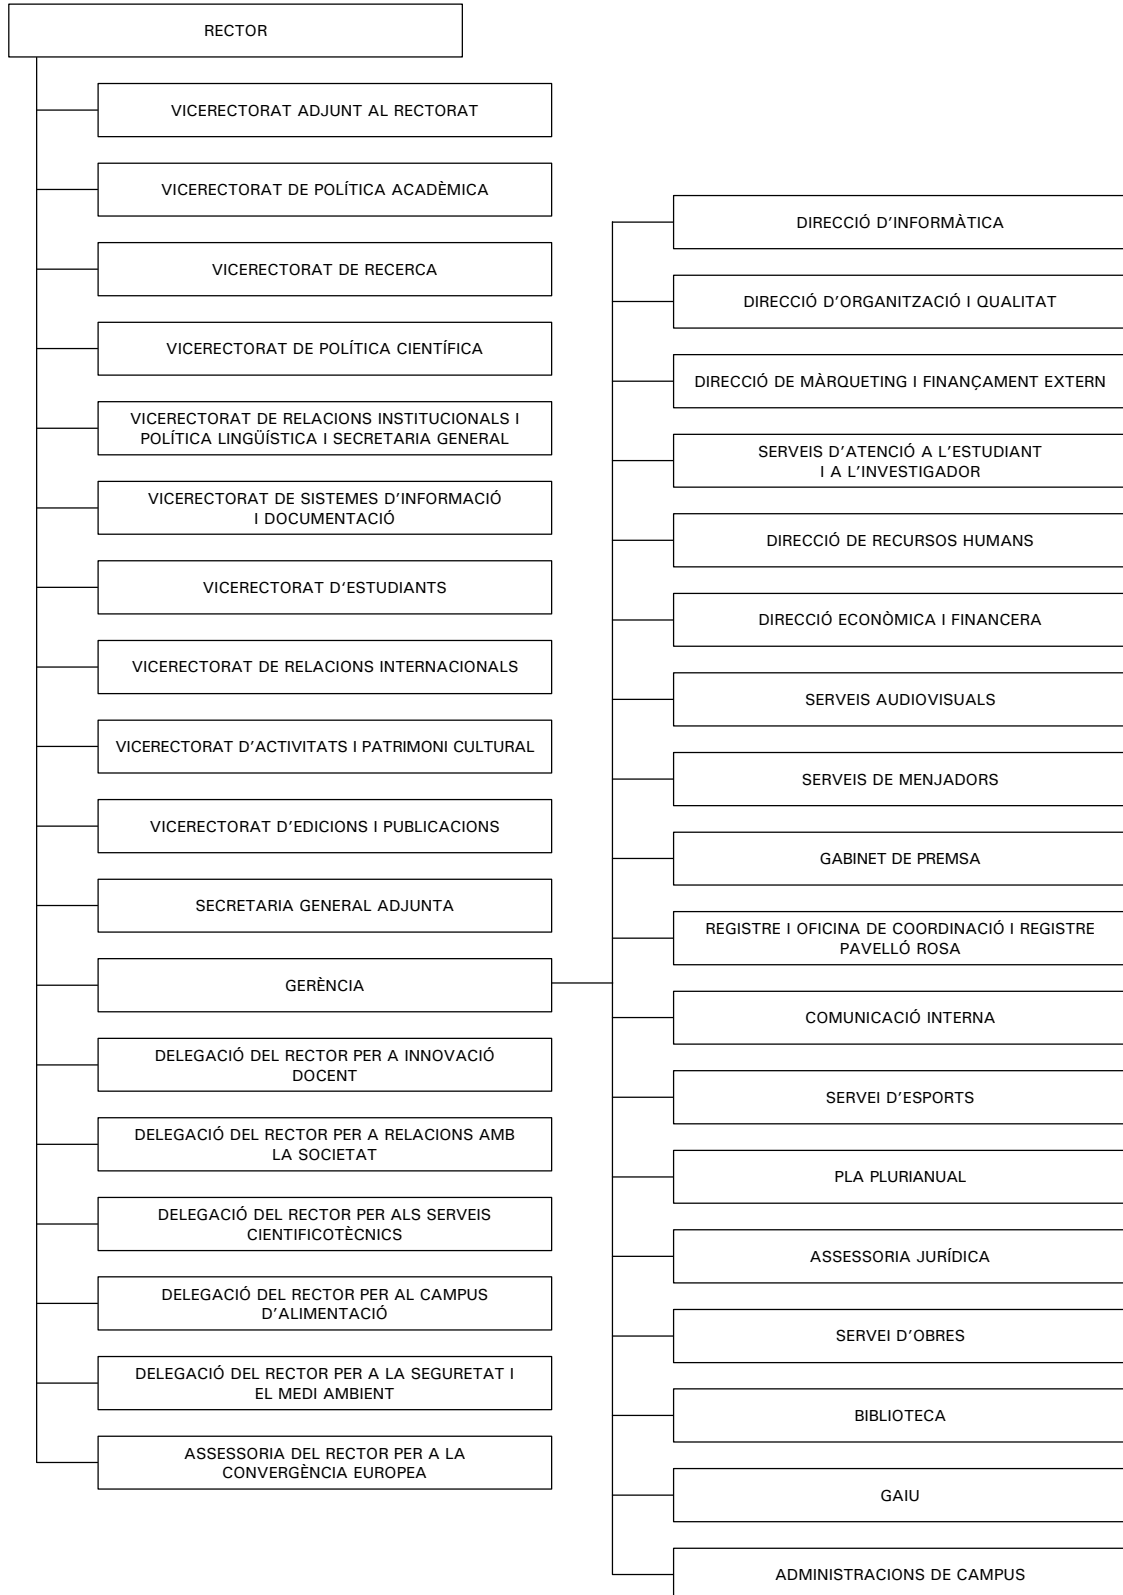 RECTOR
VICERECTORAT ADJUNT AL RECTORAT
VICERECTORAT DE POLÍTICA ACADÈMICA
VICERECTORAT DE RECERCA
VICERECTORAT DE POLÍTICA CIENTÍFICA
VICERECTORAT DE RELACIONS INSTITUCIONALS I
POLÍTICA LINGÜÍSTICA I SECRETARIA GENERAL
VICERECTORAT DE SISTEMES D'INFORMACIÓ
I DOCUMENTACIÓ
VICERECTORAT D‘ESTUDIANTS
VICERECTORAT DE RELACIONS INTERNACIONALS
VICERECTORAT D'ACTIVITATS I PATRIMONI CULTURAL
VICERECTORAT D'EDICIONS I PUBLICACIONS
SECRETARIA GENERAL ADJUNTA
GERÈNCIA
DELEGACIÓ DEL RECTOR PER A INNOVACIÓ
DOCENT
DELEGACIÓ DEL RECTOR PER A RELACIONS AMB
LA SOCIETAT
DELEGACIÓ DEL RECTOR PER ALS SERVEIS
CIENTIFICOTÈCNICS
DELEGACIÓ DEL RECTOR PER AL CAMPUS
D'ALIMENTACIÓ
DELEGACIÓ DEL RECTOR PER A LA SEGURETAT I
EL MEDI AMBIENT
ASSESSORIA DEL RECTOR PER A LA
CONVERGÈNCIA EUROPEA
DIRECCIÓ D'INFORMÀTICA
DIRECCIÓ D'ORGANITZACIÓ I QUALITAT
DIRECCIÓ DE MÀRQUETING I FINANÇAMENT EXTERN
SERVEIS D'ATENCIÓ A L'ESTUDIANT
I A L'INVESTIGADOR
DIRECCIÓ DE RECURSOS HUMANS
DIRECCIÓ ECONÒMICA I FINANCERA
SERVEIS AUDIOVISUALS
SERVEIS DE MENJADORS
GABINET DE PREMSA
REGISTRE I OFICINA DE COORDINACIÓ I REGISTRE
PAVELLÓ ROSA
COMUNICACIÓ INTERNA
SERVEI D'ESPORTS
PLA PLURIANUAL
ASSESSORIA JURÍDICA
SERVEI D'OBRES
BIBLIOTECA
GAIU
ADMINISTRACIONS DE CAMPUS